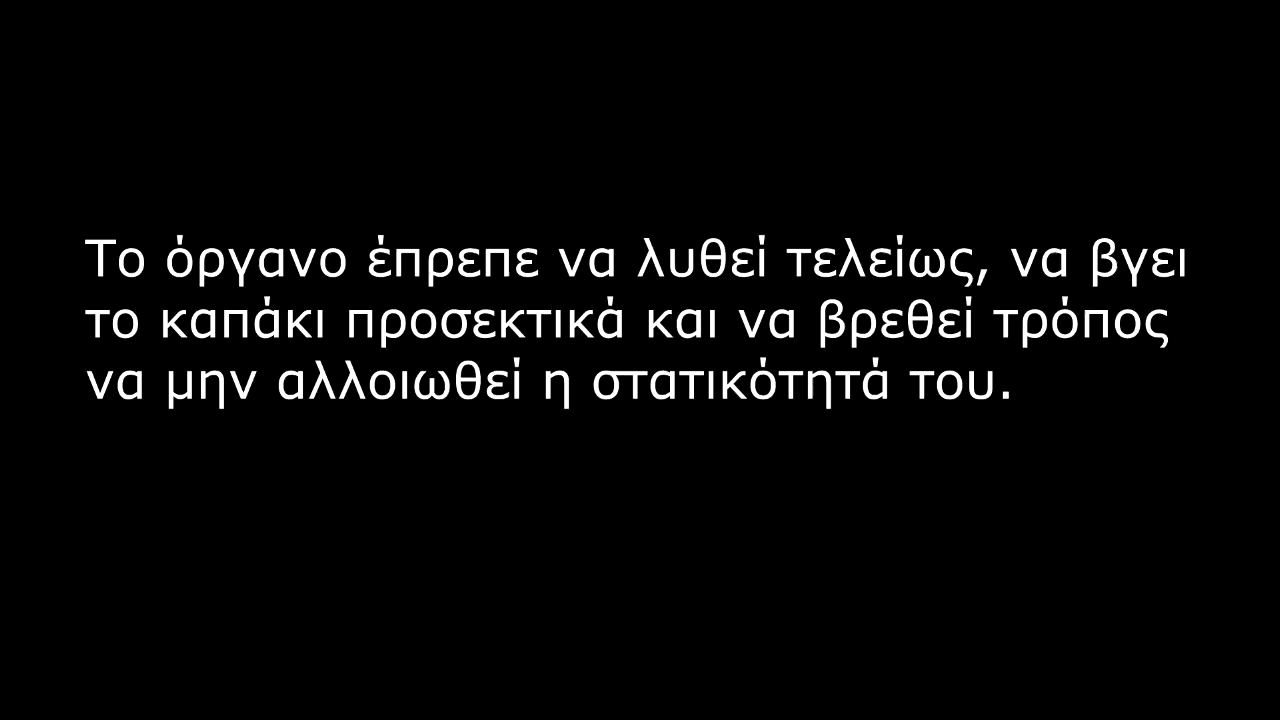 Το όργανο έπρεπε να λυθεί τελείως, να βγει
το καπάκι προσεκτικά και να βρεθεί τρόπος
να μην αλλοιωθεί η στατικότητά του.